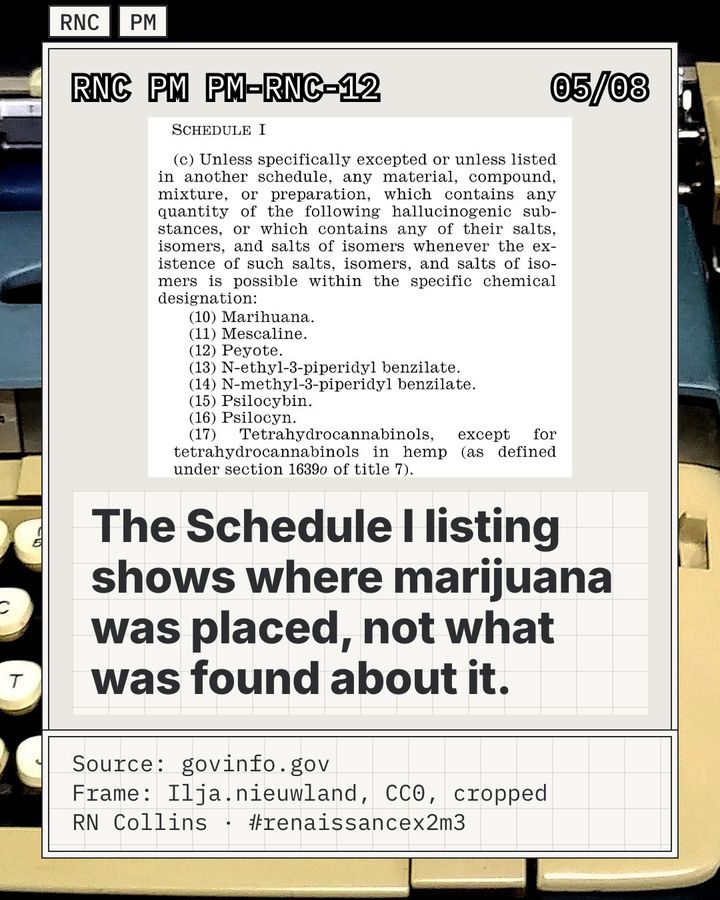 RNC PM
RNC PM PM-RNC-12 05/08
SCHEDULE I
(c) Unless specifically excepted or unless listed
in another schedule, any material, compound,
mixture, or preparation, which contains any
quantity of the following hallucinogenic sub-
stances, or which contains any of their salts,
isomers, and salts of isomers whenever the ex-
istence of such salts, isomers, and salts of iso-
mers is possible within the specific chemical
designation:
(10) Marihuana.
(11) Mescaline.
(12) Peyote.
(13) N-ethyl-3-piperidyl benzilate.
(14) N-methyl-3-piperidyl benzilate.
(15) Psilocybin.
(16) Psilocyn.
(17) Tetrahydrocannabinols, except for
tetrahydrocannabinols in hemp (as defined
under section 1639o of title 7).
The Schedule I listing
shows where marijuana
was placed, not what
was found about it.
Source: govinfo.gov
Frame: Ilja.nieuwland, CC0, cropped
RN Collins · #renaissancex2m3
C
T